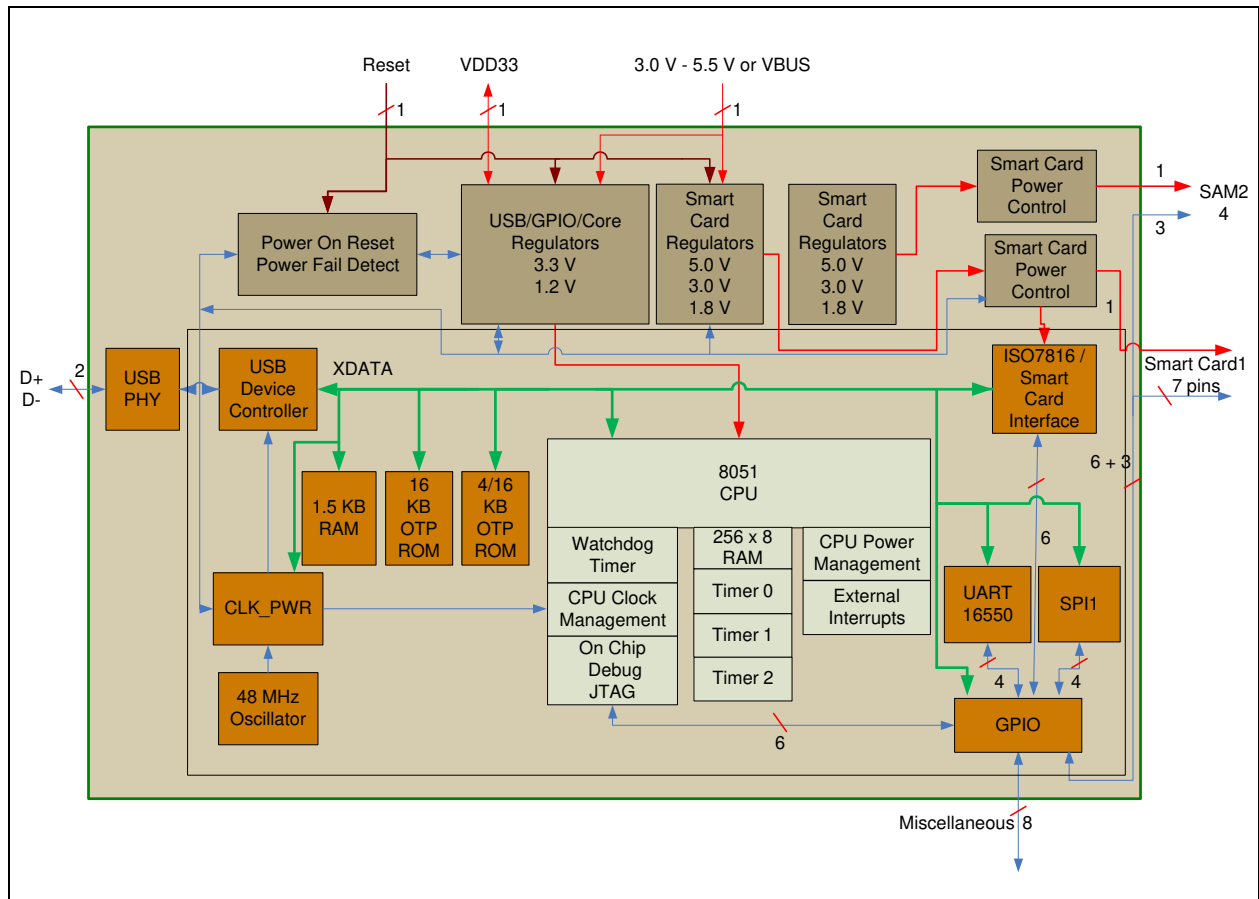 Reset
VDD33
3.0 V - 5.5 V or VBUS
1
1
1
Smart Card
Power
Control
1
SAM2
4
3
Power On Reset
Power Fail Detect
USB/GPIO/Core
Regulators
3.3 V
1.2 V
Smart
Card
Regulators
5.0 V
3.0 V
1.8 V
Smart
Card
Regulators
5.0 V
3.0 V
1.8 V
Smart Card
Power
Control
1
D+
D-
2
USB
PHY
USB
Device
Controller
XDATA
ISO7816 /
Smart
Card
Interface
Smart Card1
7 pins
1.5 KB
RAM
16
KB
OTP
ROM
4/16
KB
OTP
ROM
8051
CPU
6 + 3
6
Watchdog
Timer
256 x 8
RAM
CPU Power
Management
CLK_PWR
CPU Clock
Management
Timer 0
External
Interrupts
UART
16550
SPI1
On Chip
Debug
JTAG
Timer 1
Timer 2
4
4
48 MHz
Oscillator
6
GPIO
Miscellaneous
8